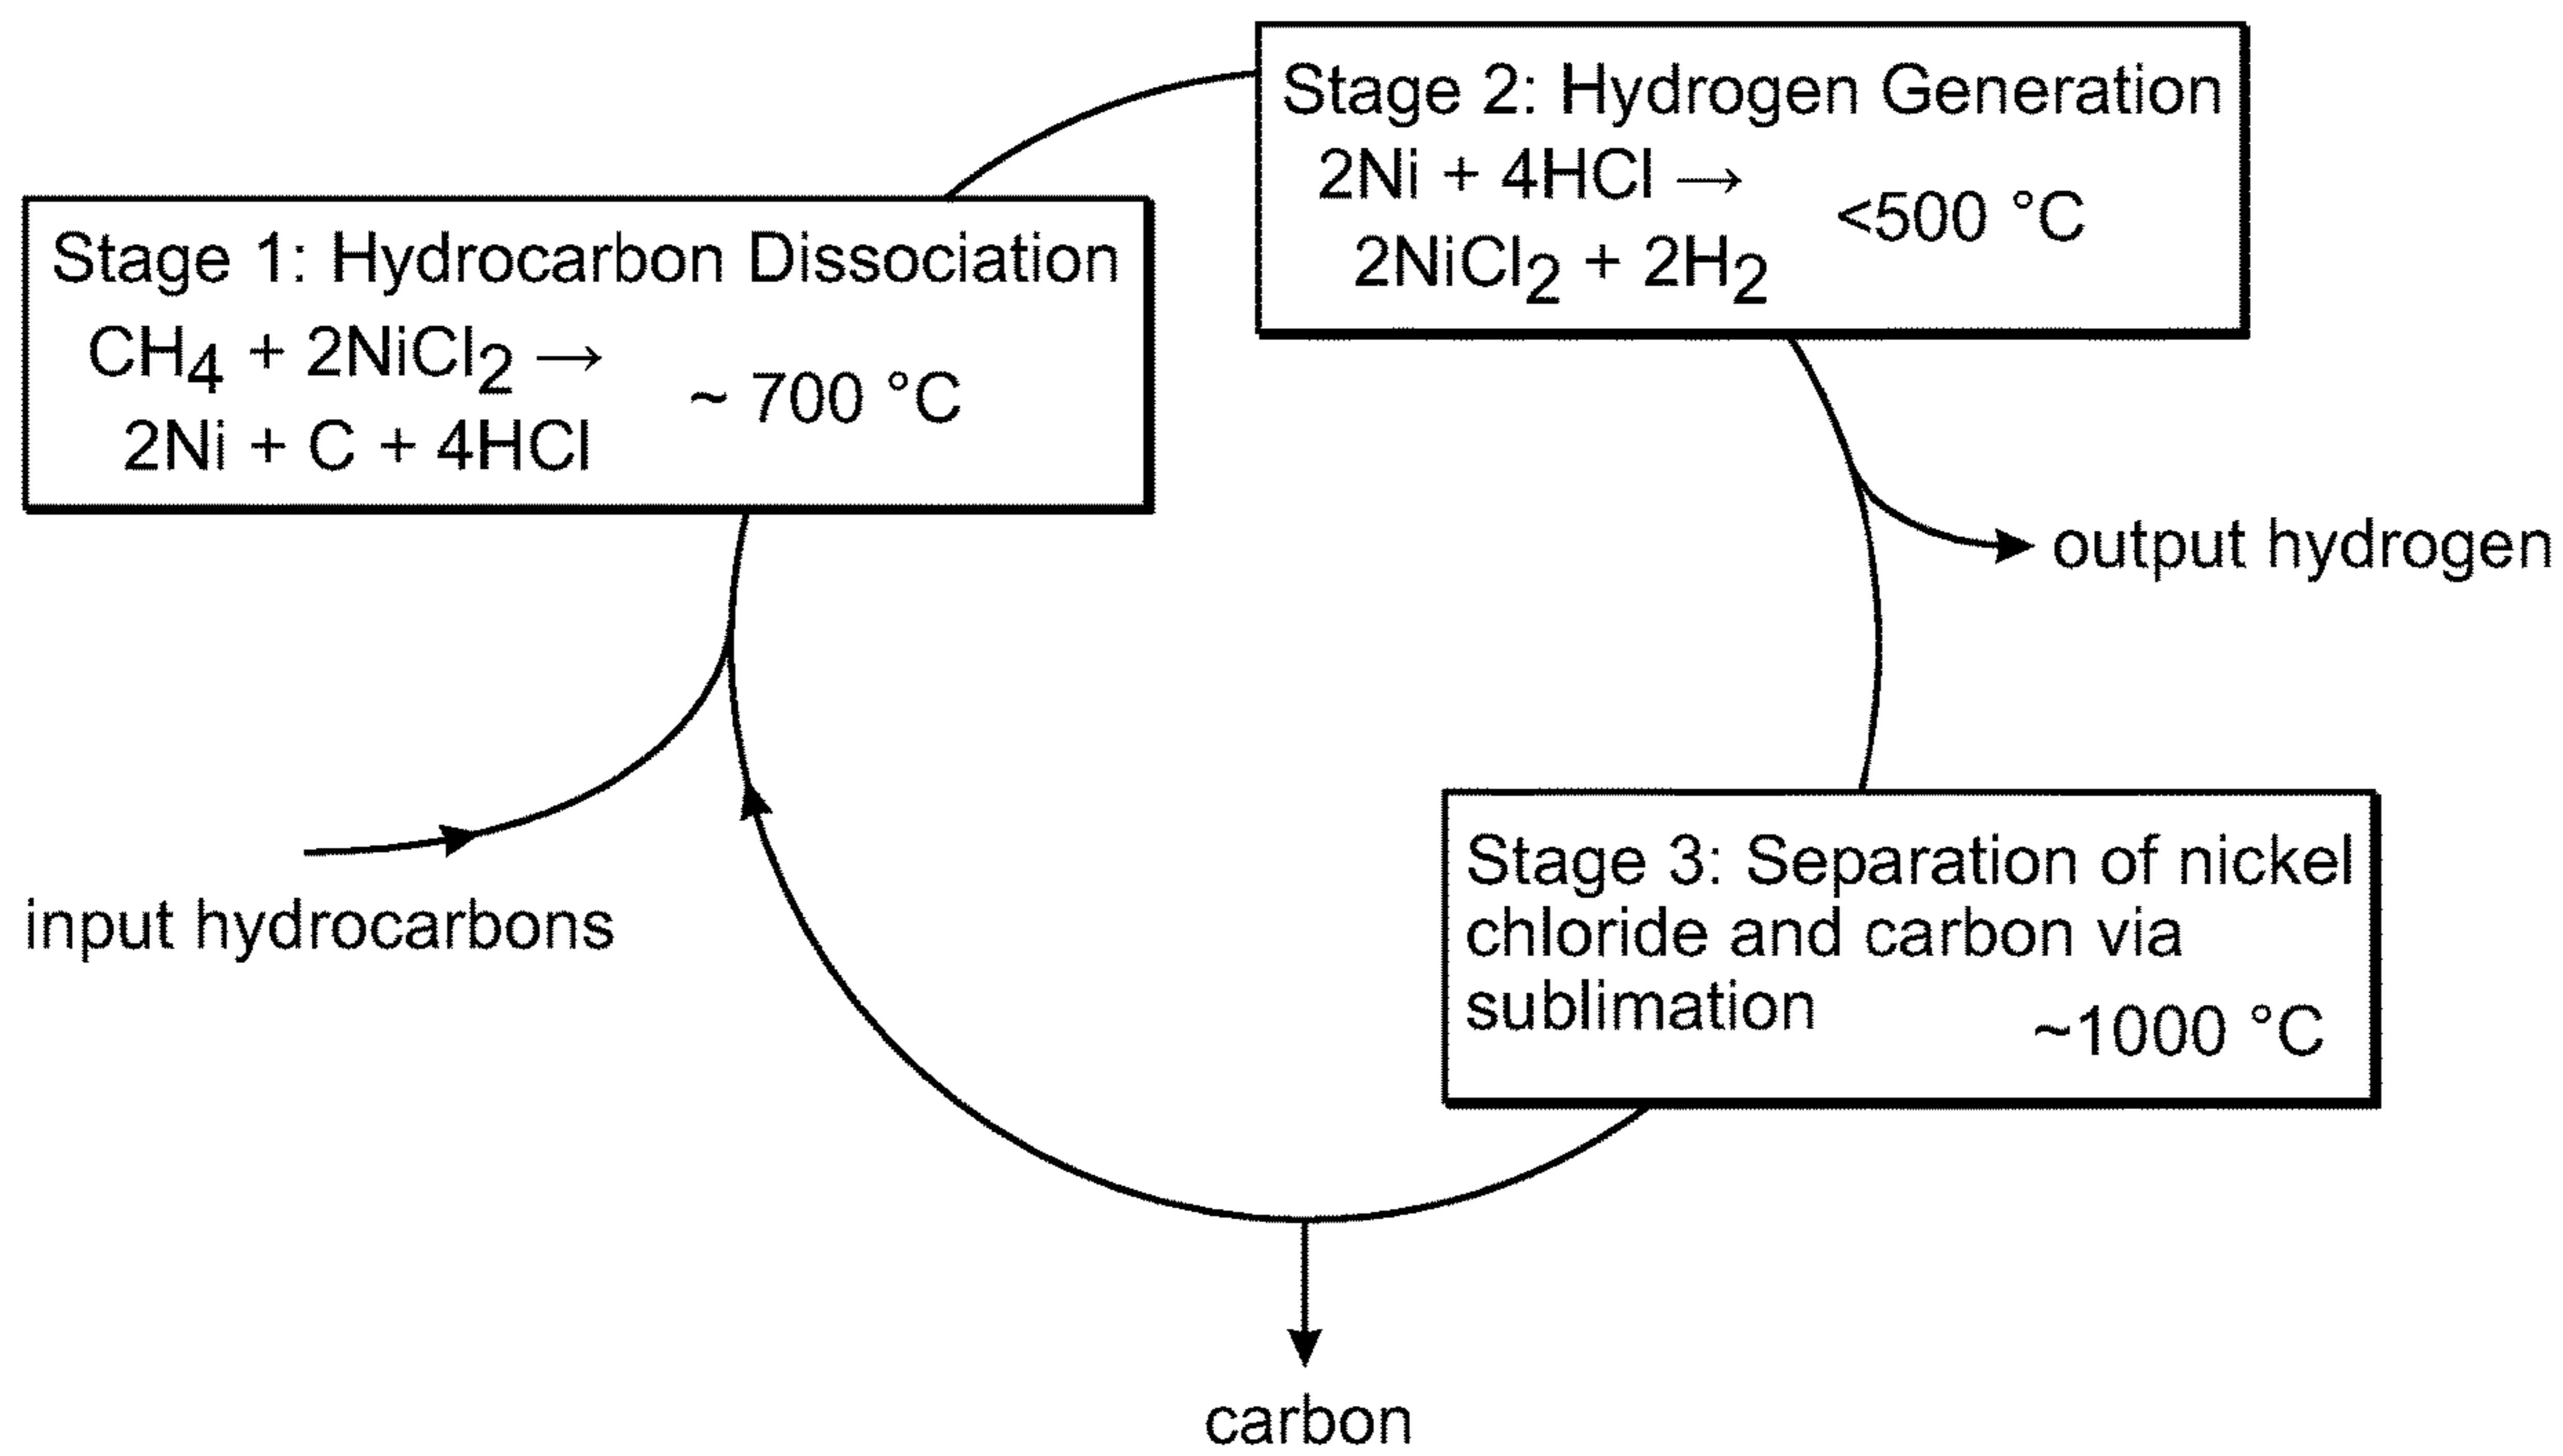 Stage 1: Hydrocarbon Dissociation
CH₄ + 2NiCl₂ →
~ 700 °C
2Ni + C + 4HCl
Stage 2: Hydrogen Generation
2Ni + 4HCl →
<500 °C
2NiCl₂ + 2H₂
output hydrogen
Stage 3: Separation of nickel
chloride and carbon via
sublimation
~1000 °C
input hydrocarbons
carbon